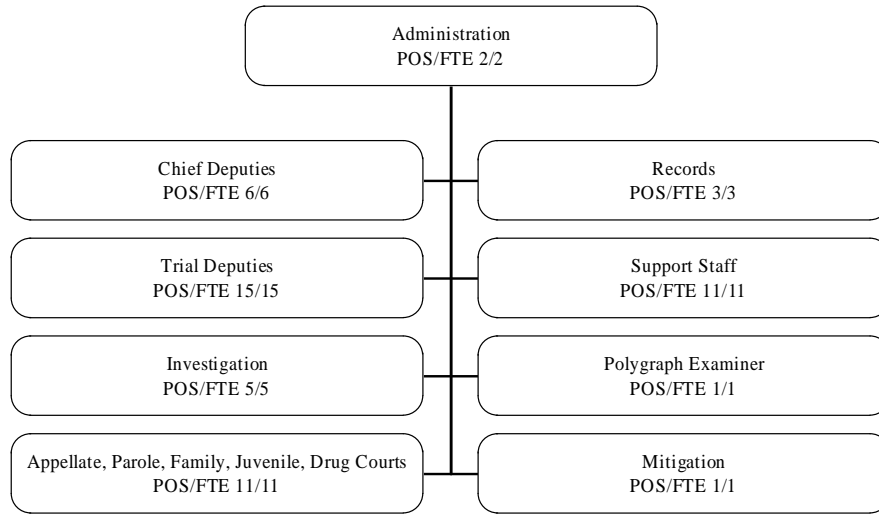 Administration
POS/FTE 2/2
Chief Deputies
POS/FTE 6/6
Records
POS/FTE 3/3
Trial Deputies
POS/FTE 15/15
Support Staff
POS/FTE 11/11
Investigation
POS/FTE 5/5
Polygraph Examiner
POS/FTE 1/1
Appellate, Parole, Family, Juvenile, Drug Courts
POS/FTE 11/11
Mitigation
POS/FTE 1/1